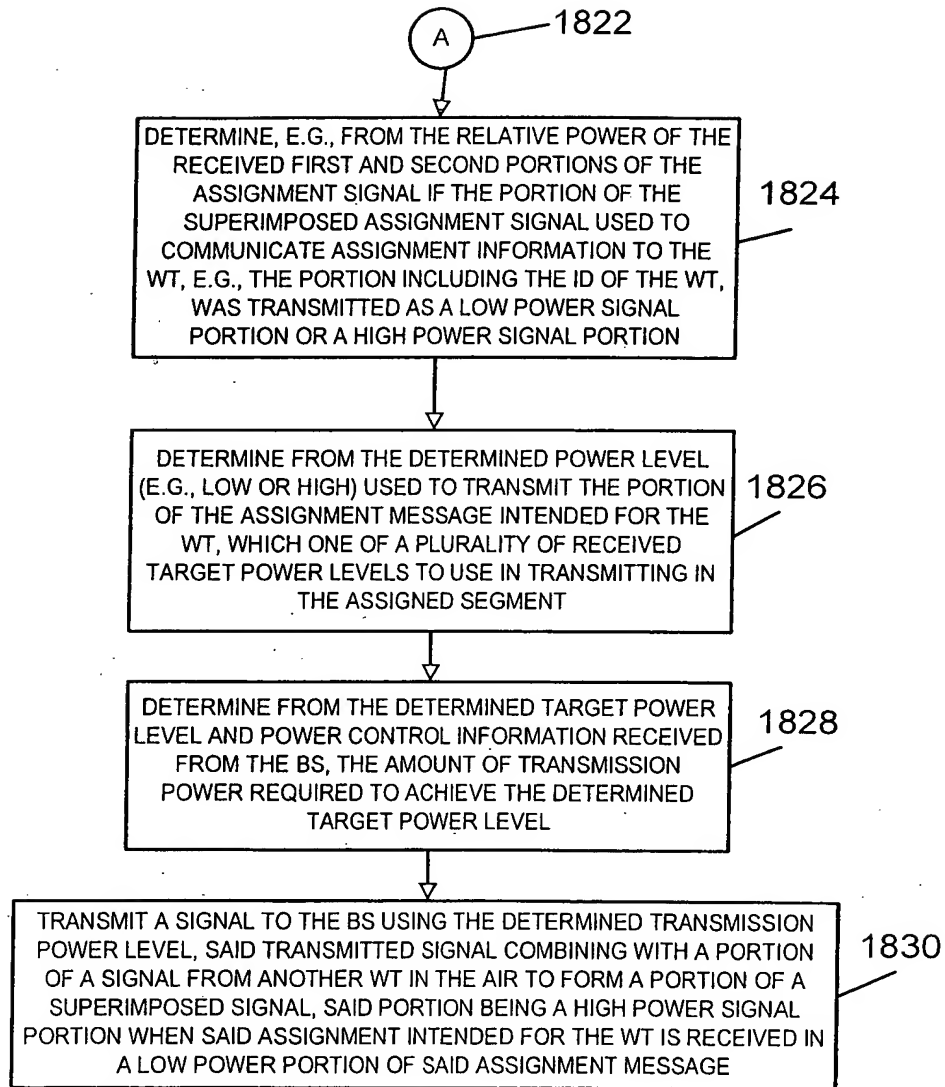 A
1822
DETERMINE, E.G., FROM THE RELATIVE POWER OF THE
RECEIVED FIRST AND SECOND PORTIONS OF THE
ASSIGNMENT SIGNAL IF THE PORTION OF THE
SUPERIMPOSED ASSIGNMENT SIGNAL USED TO
COMMUNICATE ASSIGNMENT INFORMATION TO THE
WT, E.G., THE PORTION INCLUDING THE ID OF THE WT,
WAS TRANSMITTED AS A LOW POWER SIGNAL
PORTION OR A HIGH POWER SIGNAL PORTION
1824
DETERMINE FROM THE DETERMINED POWER LEVEL
(E.G., LOW OR HIGH) USED TO TRANSMIT THE PORTION
OF THE ASSIGNMENT MESSAGE INTENDED FOR THE
WT, WHICH ONE OF A PLURALITY OF RECEIVED
TARGET POWER LEVELS TO USE IN TRANSMITTING IN
THE ASSIGNED SEGMENT
1826
DETERMINE FROM THE DETERMINED TARGET POWER
LEVEL AND POWER CONTROL INFORMATION RECEIVED
FROM THE BS, THE AMOUNT OF TRANSMISSION
POWER REQUIRED TO ACHIEVE THE DETERMINED
TARGET POWER LEVEL
1828
TRANSMIT A SIGNAL TO THE BS USING THE DETERMINED TRANSMISSION
POWER LEVEL, SAID TRANSMITTED SIGNAL COMBINING WITH A PORTION
OF A SIGNAL FROM ANOTHER WT IN THE AIR TO FORM A PORTION OF A
SUPERIMPOSED SIGNAL, SAID PORTION BEING A HIGH POWER SIGNAL
PORTION WHEN SAID ASSIGNMENT INTENDED FOR THE WT IS RECEIVED IN
A LOW POWER PORTION OF SAID ASSIGNMENT MESSAGE
1830